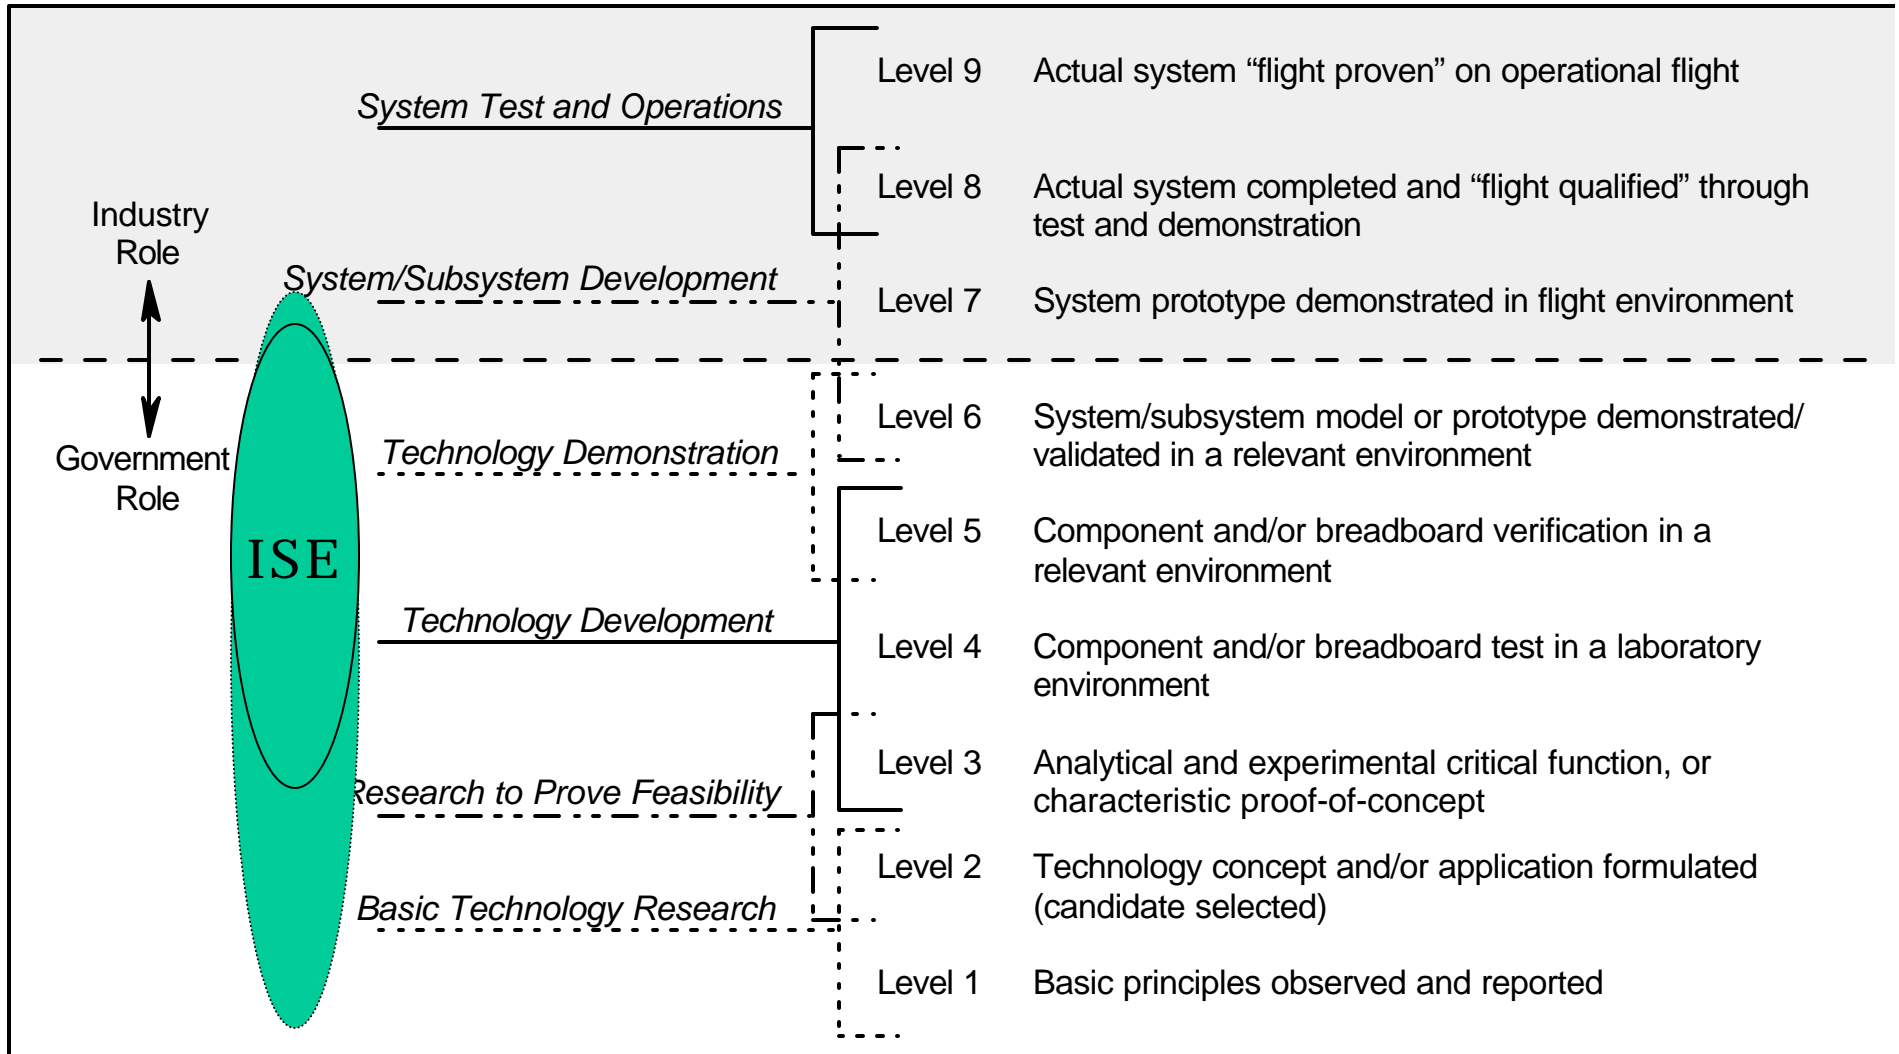 Level 9 Actual system “flight proven” on operational flight
System Test and Operations
Level 8 Actual system completed and “flight qualified” through
test and demonstration
Industry
Role
System/Subsystem Development
Level 7 System prototype demonstrated in flight environment
Government
Role
Level 6 System/subsystem model or prototype demonstrated/
validated in a relevant environment
Technology Demonstration
Level 5 Component and/or breadboard verification in a
relevant environment
ISE
Technology Development
Level 4 Component and/or breadboard test in a laboratory
environment
Level 3 Analytical and experimental critical function, or
characteristic proof-of-concept
Research to Prove Feasibility
Level 2 Technology concept and/or application formulated
(candidate selected)
Basic Technology Research
Level 1 Basic principles observed and reported